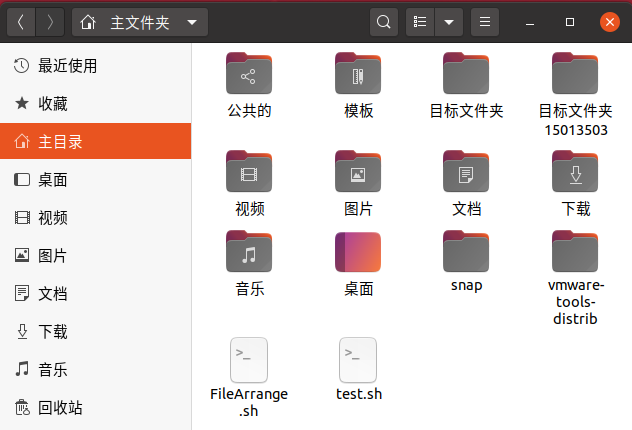 主文件夹
最近使用
收藏
主目录
桌面
视频
图片
文档
下载
音乐
回收站
公共的
模板
目标文件夹
目标文件夹
15013503
视频
图片
文档
下载
音乐
桌面
snap
vmware-
tools-
distrib
>_
FileArrange
.sh
>_
test.sh